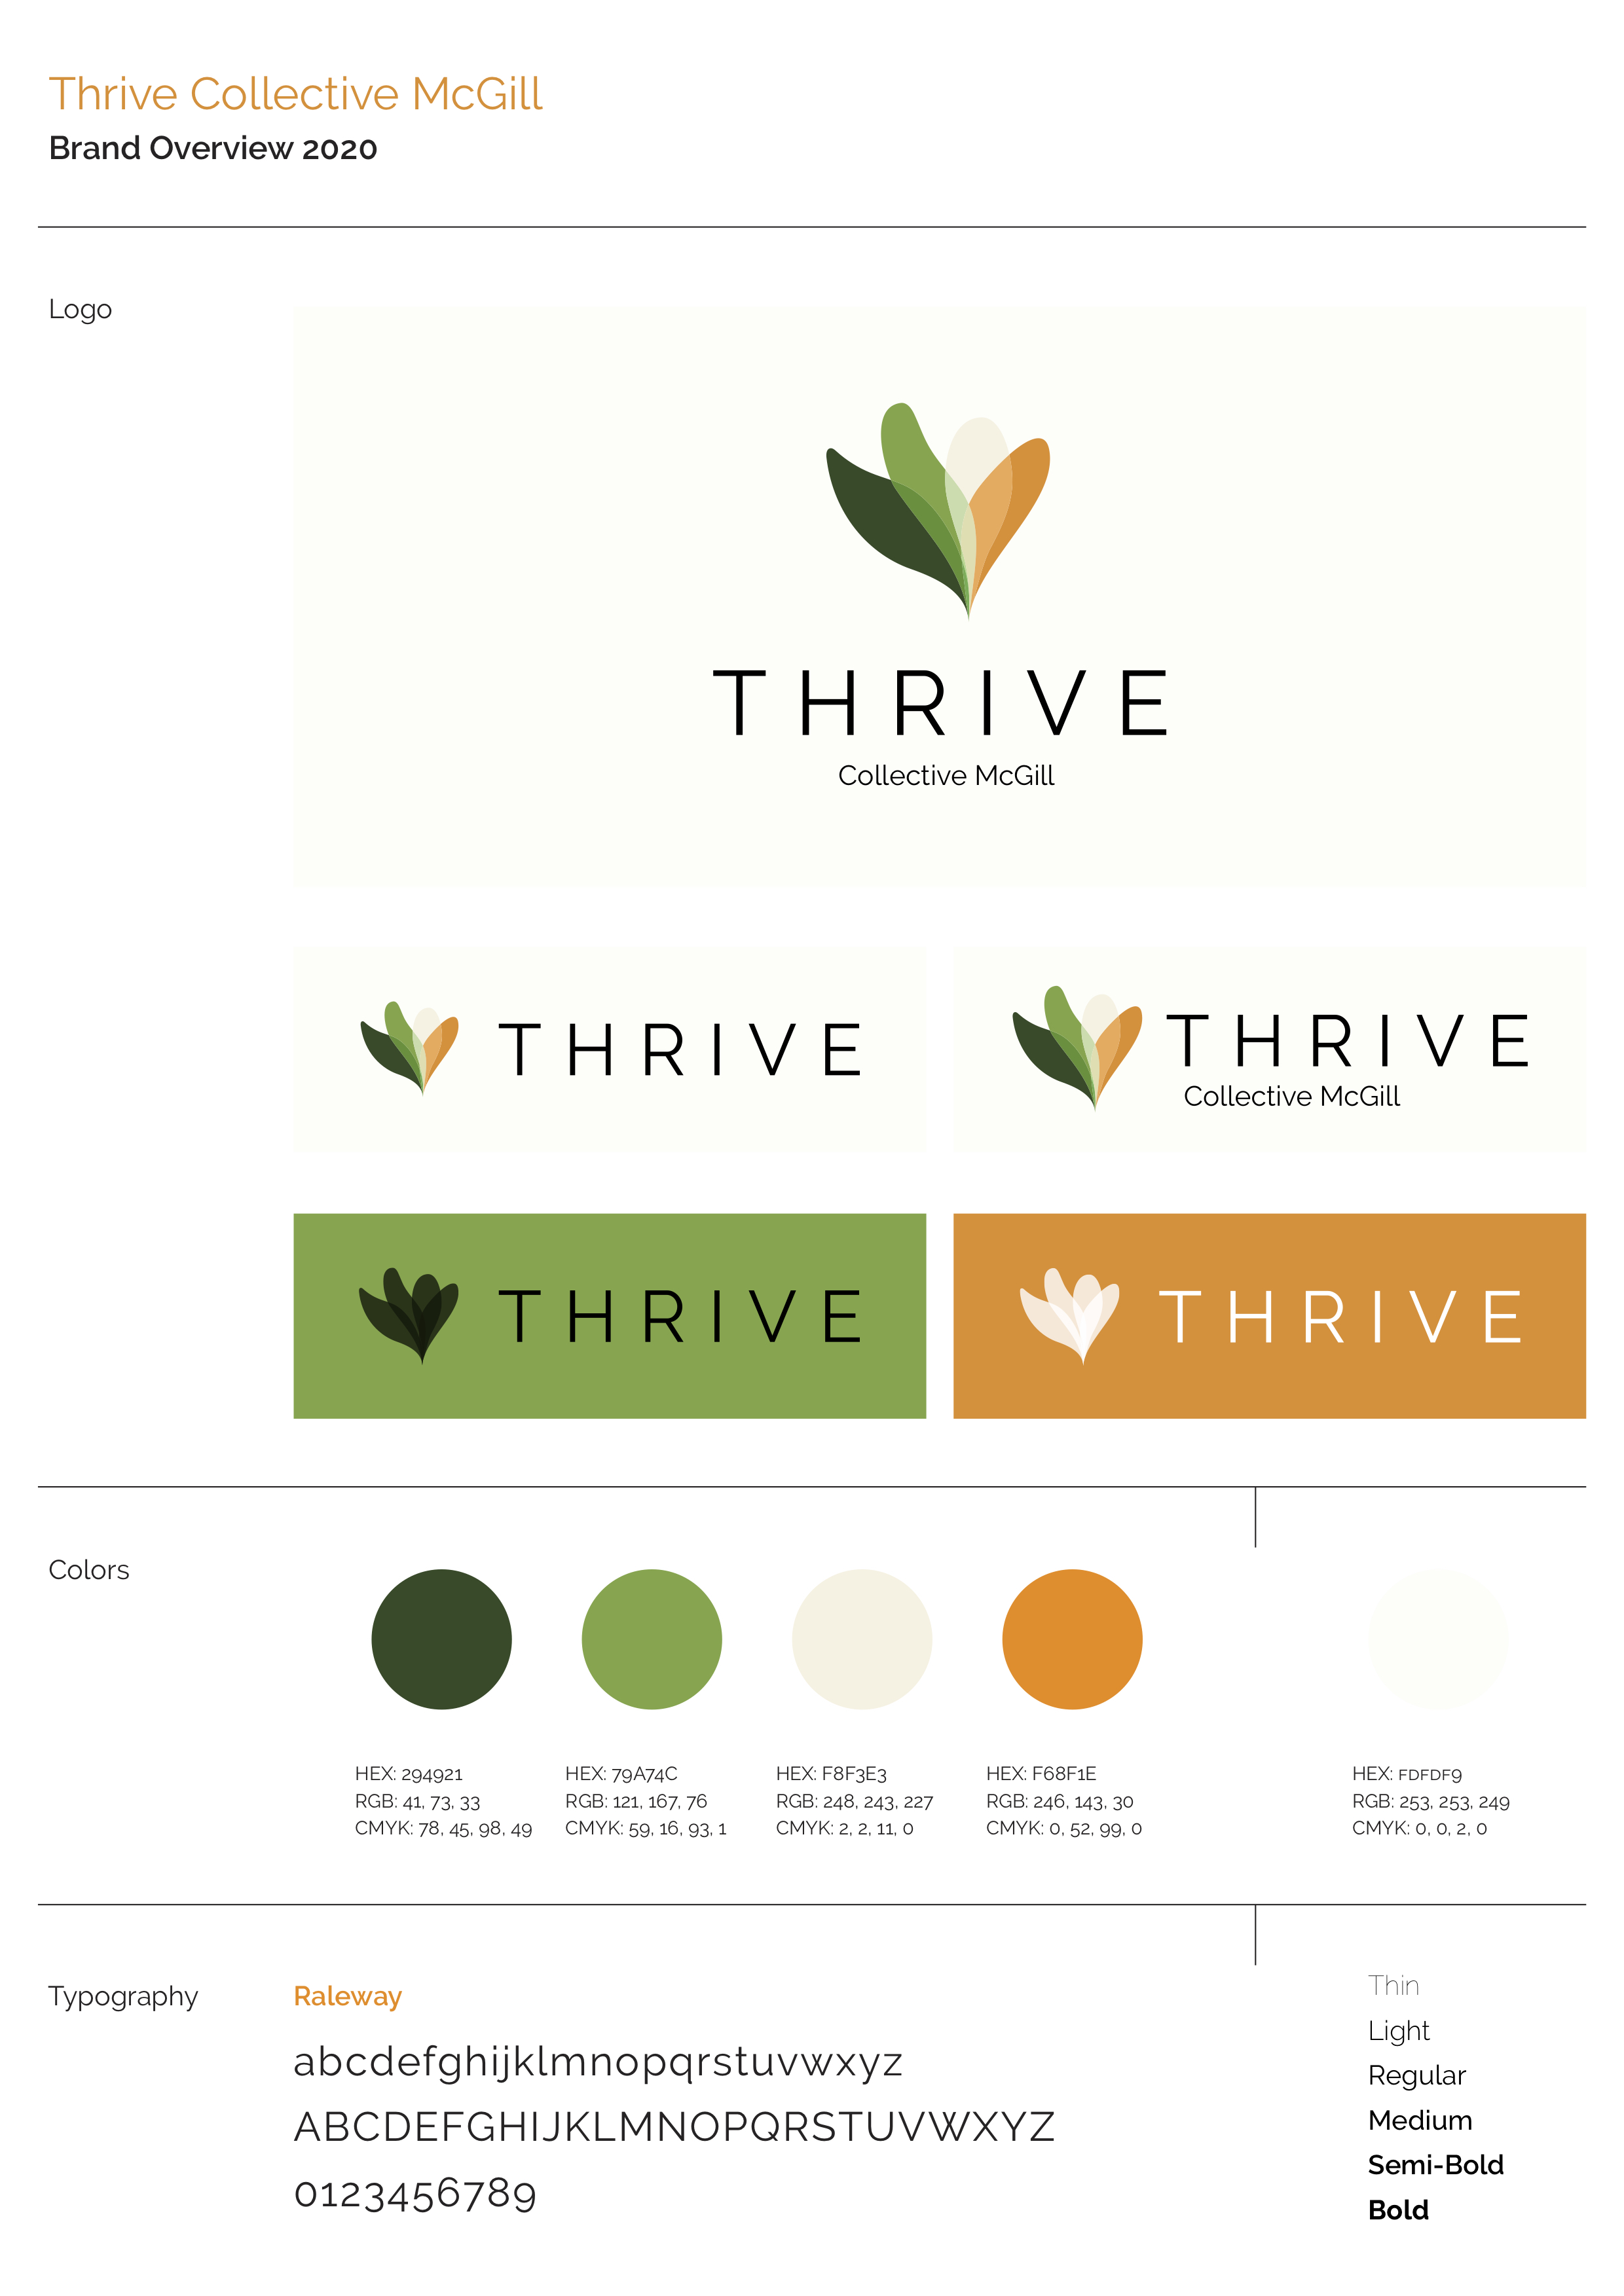 Thrive Collective McGill
Brand Overview 2020
Logo
THRIVE
Collective McGill
THRIVE
THRIVE
Collective McGill
THRIVE
THRIVE
Colors
HEX: 294921
RGB: 41, 73, 33
CMYK: 78, 45, 98, 49
HEX: 79A74C
RGB: 121, 167, 76
CMYK: 59, 16, 93, 1
HEX: F8F3E3
RGB: 248, 243, 227
CMYK: 2, 2, 11, 0
HEX: F68F1E
RGB: 246, 143, 30
CMYK: 0, 52, 99, 0
HEX: FDFDF9
RGB: 253, 253, 249
CMYK: 0, 0, 2, 0
Typography
Raleway
abcdefghijklmnopqrstuvwxyz
ABCDEFGHIJKLMNOPQRSTUVWXYZ
0123456789
Thin
Light
Regular
Medium
Semi-Bold
Bold